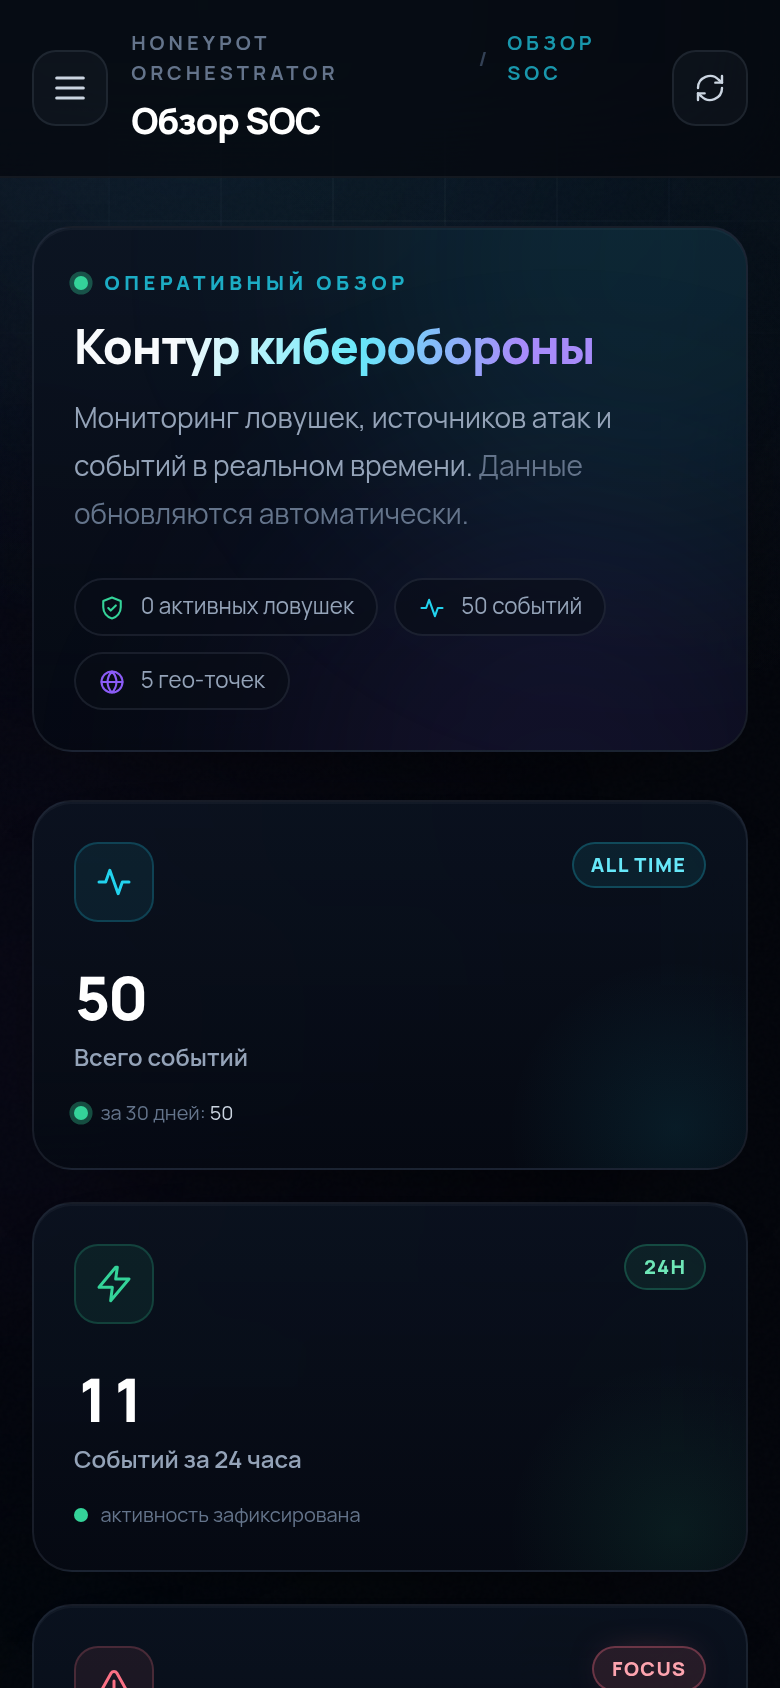 HONEYPOT
ORCHESTRATOR
/
ОБЗОР
SOC
Обзор SOC
ОПЕРАТИВНЫЙ ОБЗОР
Контур киберобороны
Мониторинг ловушек, источников атак и
событий в реальном времени. Данные
обновляются автоматически.
0 активных ловушек
50 событий
5 гео-точек
ALL TIME
50
Всего событий
за 30 дней: 50
24H
11
Событий за 24 часа
активность зафиксирована
FOCUS